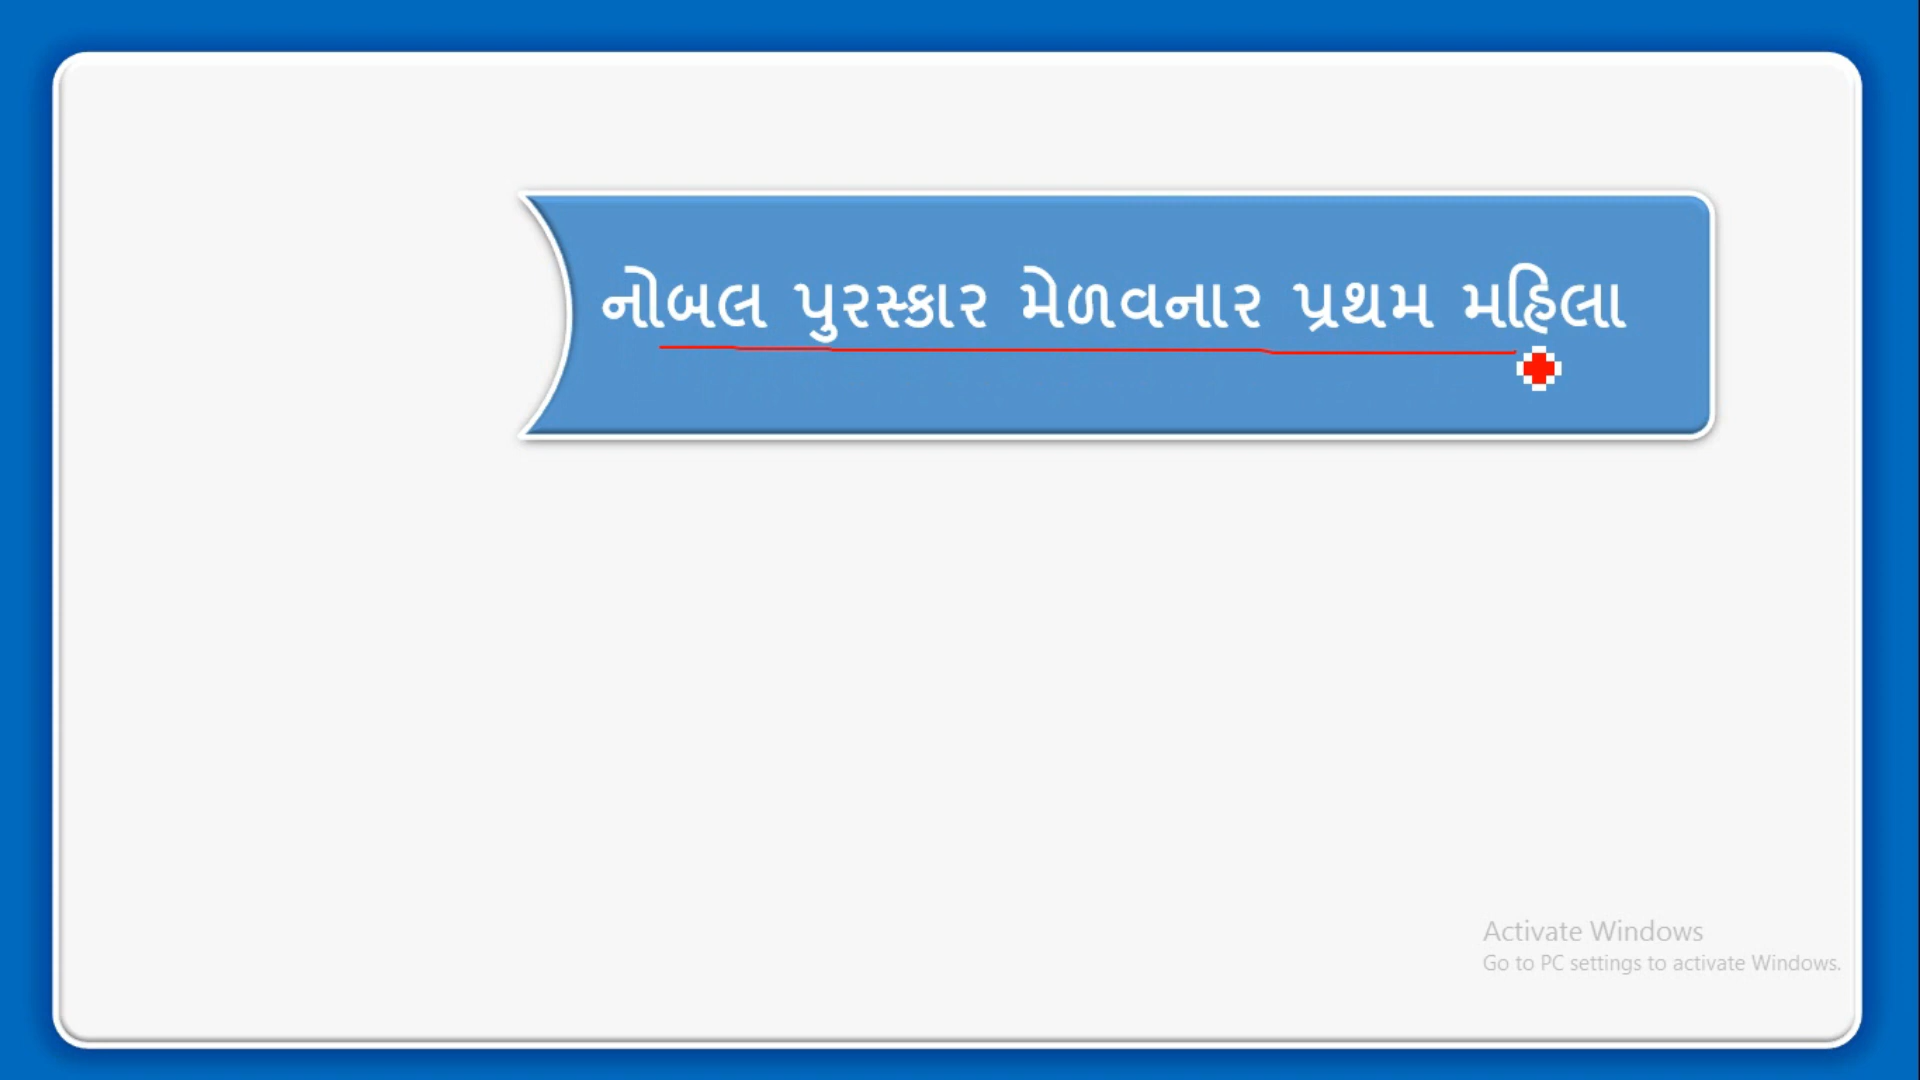 નોબલ પુરસ્કાર મેળવનાર પ્રથમ મહિલા
Activate Windows
Go to PC settings to activate Windows.